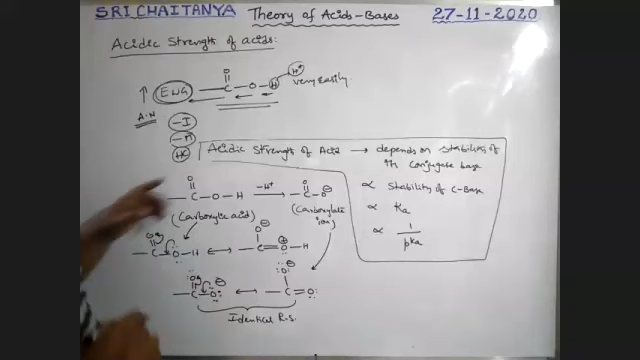 SRI CHAITANYA Theory of Acids-Bases 27-11-2020
Acidic Strength of acids:
↑ EWG — C — O — H H⁺ very easily
O
A.N
-I
-M
HC
Acidic Strength of Acid → depends on stability of
its Conjugate base
∝ Stability of C-Base
∝ Ka
∝ 1/pKa
O O
— C — O — H -H⁺ → — C — O⊖
(Carboxylic acid) (Carboxylate
ion)
O O⊖
— C — O — H ↔ — C = O⊕ — H
O O⊖
— C — O⊖ ↔ — C = O
Identical R.S.